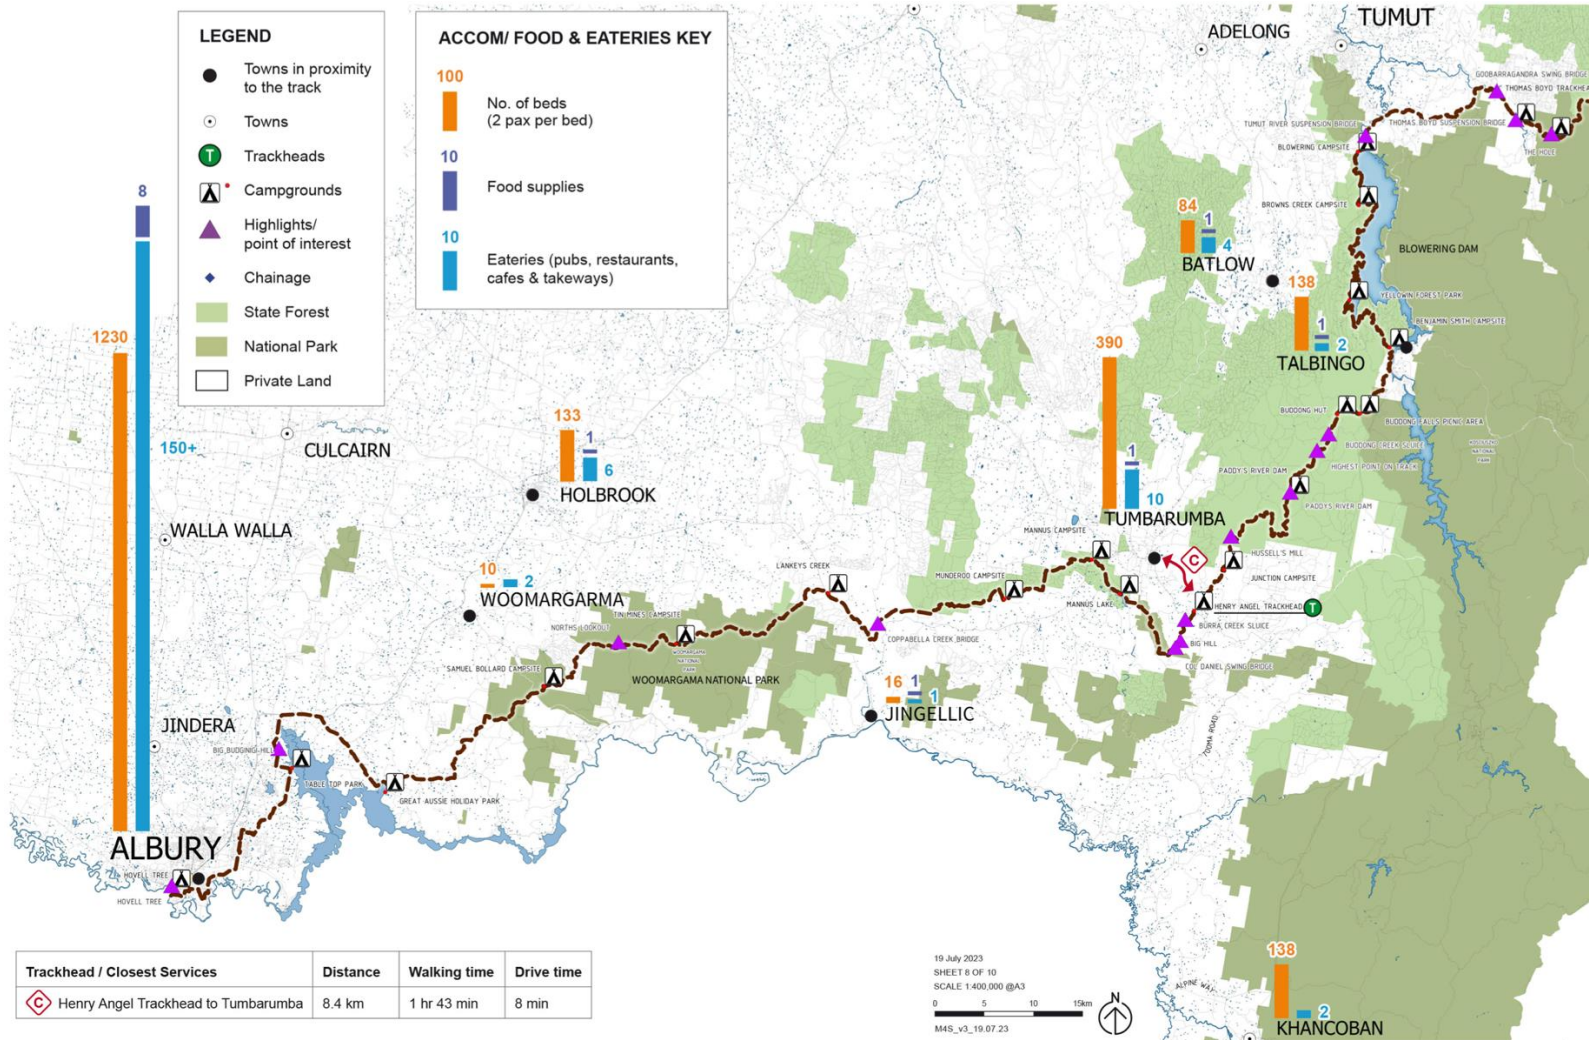 LEGEND
Towns in proximity
to the track
Towns
T
Trackheads
Campgrounds
Highlights/
point of interest
Chainage
State Forest
National Park
Private Land
ACCOM/ FOOD & EATERIES KEY
100
No. of beds
(2 pax per bed)
10
Food supplies
10
Eateries (pubs, restaurants,
cafes & takeways)
TUMUT
ADELONG
GOOBARRAGANDRA SWING BRIDGE
THOMAS BOYD TRACKHEA
TUMUT RIVER SUSPENSION BRIDGE
THOMAS BOYD SUSPENSION BRIDGE
BLOWERING CAMPSITE
THE HOLE
BROWNS CREEK CAMPSITE
BLOWERING DAM
84
1
4
BATLOW
138
1
2
TALBINGO
YELLOWIN FOREST PARK
BENJAMIN SMITH CAMPSITE
8
1230
150+
CULCAIRN
133
1
6
HOLBROOK
390
1
10
TUMBARUMBA
BUDDONG HUT
BUDDONG FALLS PICNIC AREA
BUDDONG CREEK SLUICE
HIGHEST POINT ON TRACK
KOSCIUSZKO
NATIONAL
PARK
PADDY'S RIVER DAM
PADDYS RIVER DAM
WALLA WALLA
MANNUS CAMPSITE
HUSSELL'S MILL
C
JUNCTION CAMPSITE
10
2
WOOMARGARMA
LANKEYS CREEK
MUNDEROO CAMPSITE
MANNUS LAKE
HENRY ANGEL TRACKHEAD
T
BURRA CREEK SLUICE
BIG HILL
COL DANIEL SWING BRIDGE
TIN MINES CAMPSITE
NORTHS LOOKOUT
COPPABELLA CREEK BRIDGE
WOOMARGAMA
NATIONAL
PARK
SAMUEL BOLLARD CAMPSITE
WOOMARGAMA NATIONAL PARK
16
1
1
JINGELLIC
TOOMA ROAD
JINDERA
BIG BUDGINIGI HILL
TABLE TOP PARK
GREAT AUSSIE HOLIDAY PARK
ALBURY
HOVELL TREE
HOVELL TREE
Trackhead / Closest Services Distance Walking time Drive time
C Henry Angel Trackhead to Tumbarumba 8.4 km 1 hr 43 min 8 min
19 July 2023
SHEET 8 OF 10
SCALE 1:400,000 @A3
0 5 10 15km
M4S_v3_19.07.23
N
ALPINE WAY
138
2
KHANCOBAN